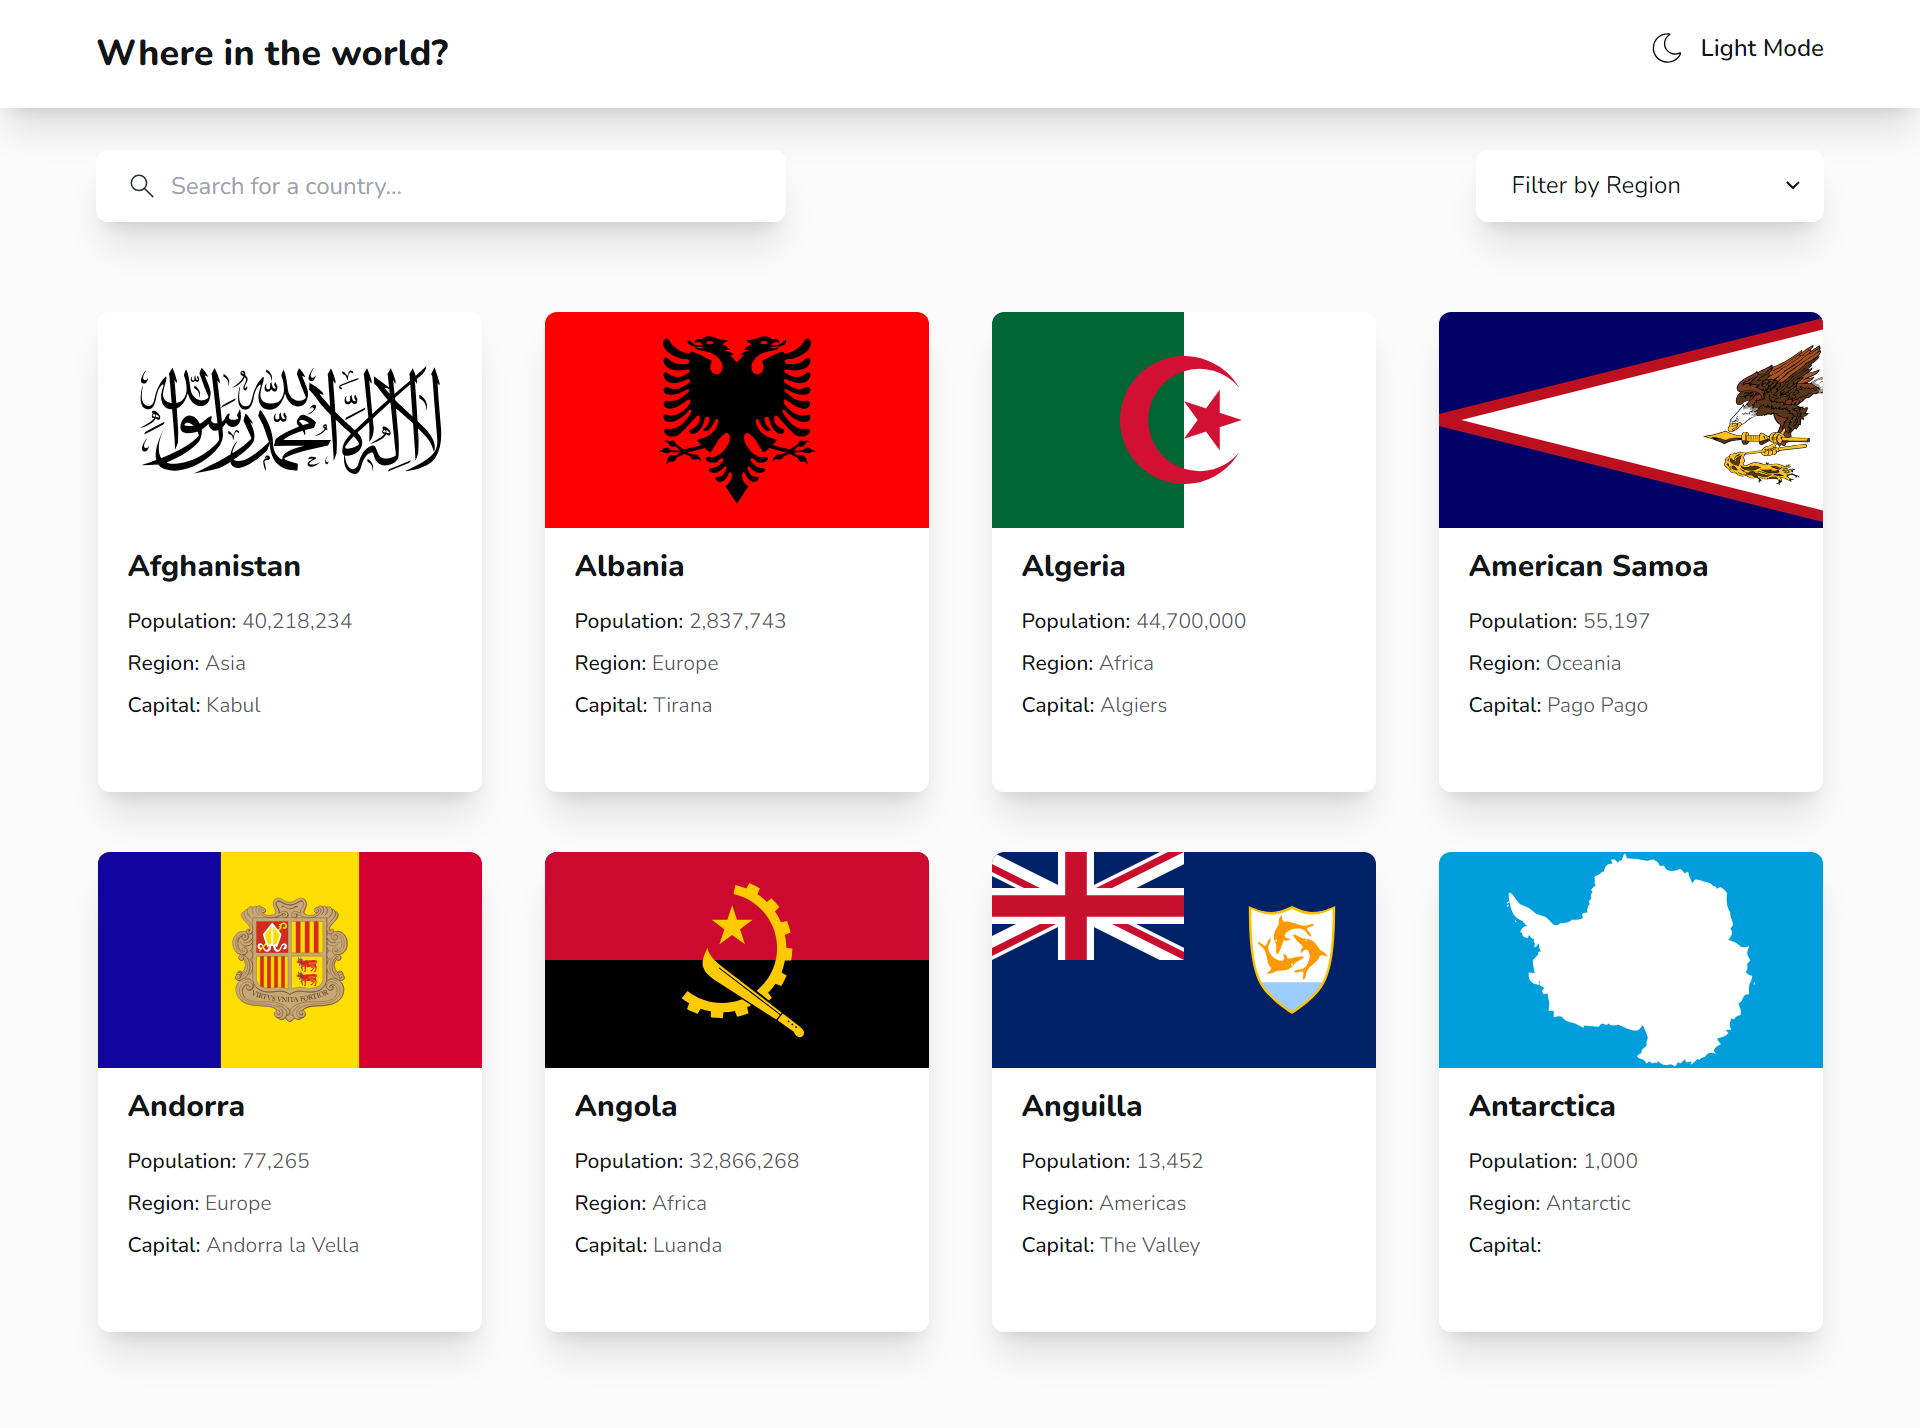 Where in the world?
Light Mode
Search for a country...
Filter by Region
لا إله إلا الله محمد رسول الله
Afghanistan
Population: 40,218,234
Region: Asia
Capital: Kabul
Albania
Population: 2,837,743
Region: Europe
Capital: Tirana
Algeria
Population: 44,700,000
Region: Africa
Capital: Algiers
American Samoa
Population: 55,197
Region: Oceania
Capital: Pago Pago
VIRTVS VNITA FORTIOR
Andorra
Population: 77,265
Region: Europe
Capital: Andorra la Vella
Angola
Population: 32,866,268
Region: Africa
Capital: Luanda
Anguilla
Population: 13,452
Region: Americas
Capital: The Valley
Antarctica
Population: 1,000
Region: Antarctic
Capital: